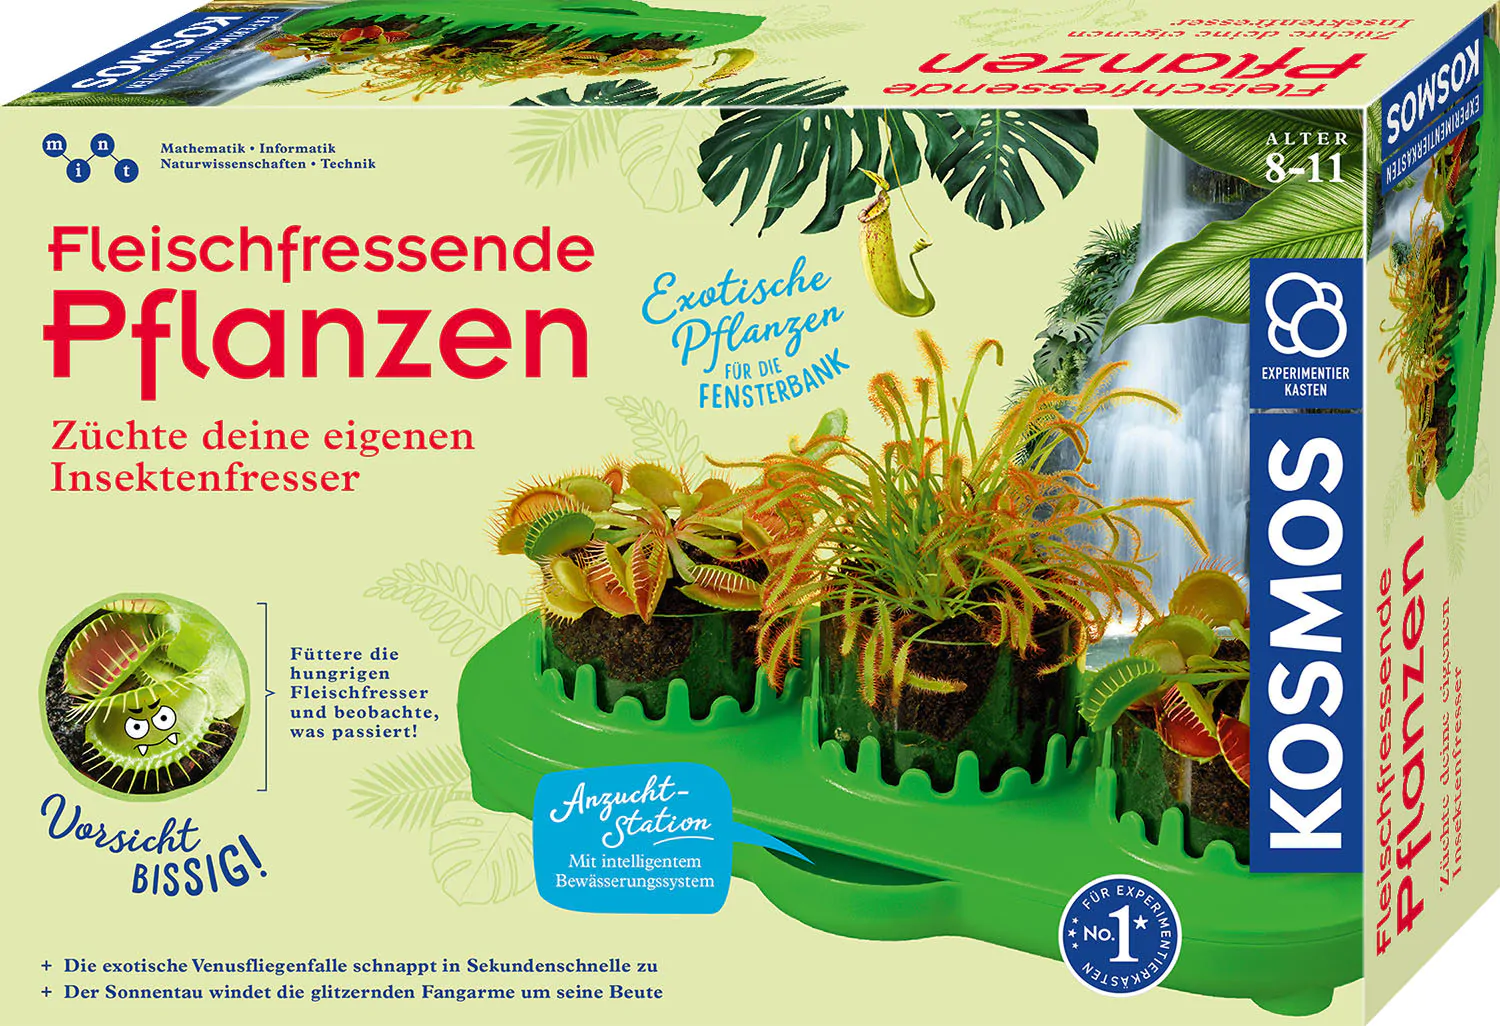 KOSMOS
EXPERIMENTIERKÄSTEN
Fleischfressende
Pflanzen
Züchte deine eigenen
Insektenfresser
m i n t
Mathematik • Informatik
Naturwissenschaften • Technik
ALTER
8-11
Fleischfressende
Pflanzen
Züchte deine eigenen
Insektenfresser
Exotische
Pflanzen
FÜR DIE
FENSTERBANK
EXPERIMENTIER
KASTEN
KOSMOS
Füttere die
hungrigen
Fleischfresser
und beobachte,
was passiert!
Vorsicht
BISSIG!
Anzucht-
Station
Mit intelligentem
Bewässerungssystem
FÜR EXPERIMENTIERKÄSTEN
No. 1
+ Die exotische Venusfliegenfalle schnappt in Sekundenschnelle zu
+ Der Sonnentau windet die glitzernden Fangarme um seine Beute
KOSMOS
EXPERIMENTIERKÄSTEN
Fleischfressende
Pflanzen
Züchte deine eigenen
Insektenfresser